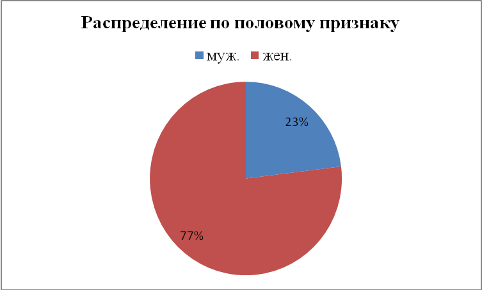 Распределение по половому признаку
муж. жен.
23%
77%